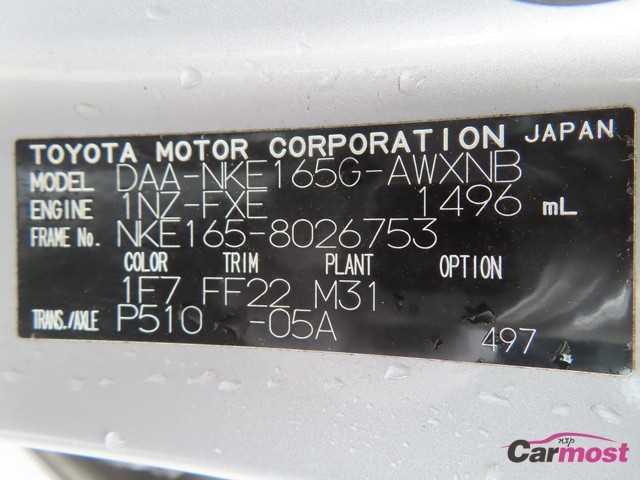 TOYOTA MOTOR CORPORATION JAPAN
MODEL DAA-NKE165G-AWXNB
ENGINE 1NZ-FXE 1496 mL
FRAME No. NKE165-8026753
COLOR TRIM PLANT OPTION
1F7 FF22 M31
TRANS./AXLE P510 -05A
497
nxp
Carmost